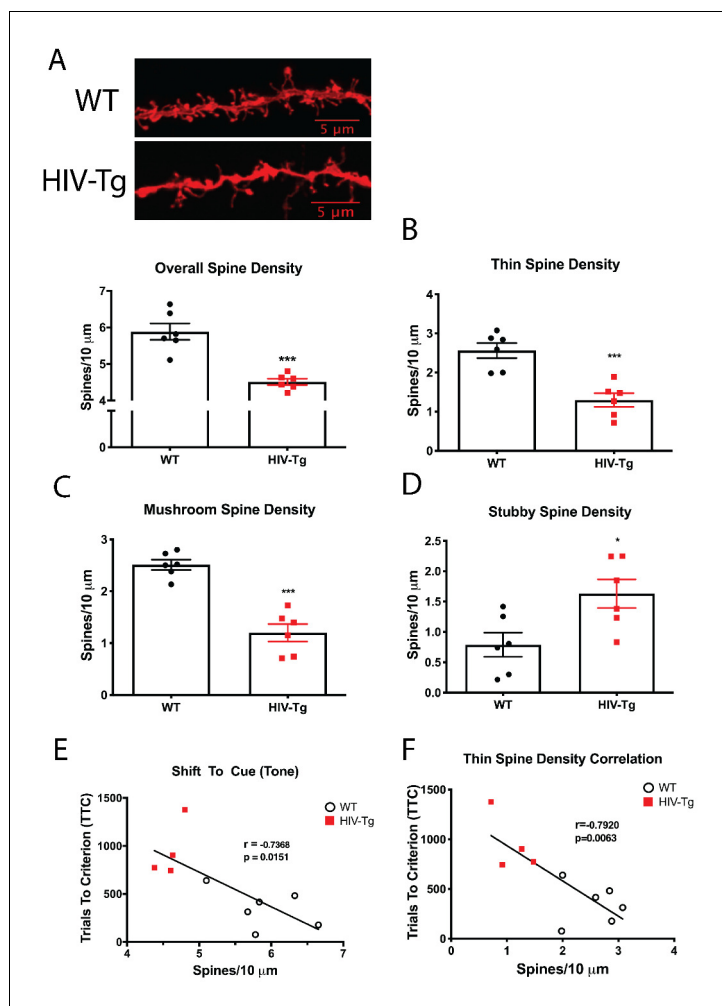 A
WT
5 μm
HIV-Tg
5 μm
Overall Spine Density
Spines/10 μm
7
6
5
4
0
***
WT
HIV-Tg
B
Thin Spine Density
Spines/10 μm
4
3
2
1
0
***
WT
HIV-Tg
C
Mushroom Spine Density
Spines/10 μm
3
2
1
0
***
WT
HIV-Tg
D
Stubby Spine Density
Spines/10 μm
2.5
2.0
1.5
1.0
0.5
0.0
*
WT
HIV-Tg
E
Shift To Cue (Tone)
Trials To Criterion (TTC)
1500
1000
500
0
WT
HIV-Tg
r = -0.7368
p = 0.0151
4
5
6
7
Spines/10 μm
F
Thin Spine Density Correlation
Trials To Criterion (TTC)
1500
1000
500
0
WT
HIV-Tg
r=-0.7920
p=0.0063
0
1
2
3
4
Spines/10 μm